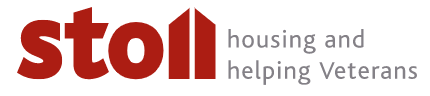 stoll
housing and
helping Veterans